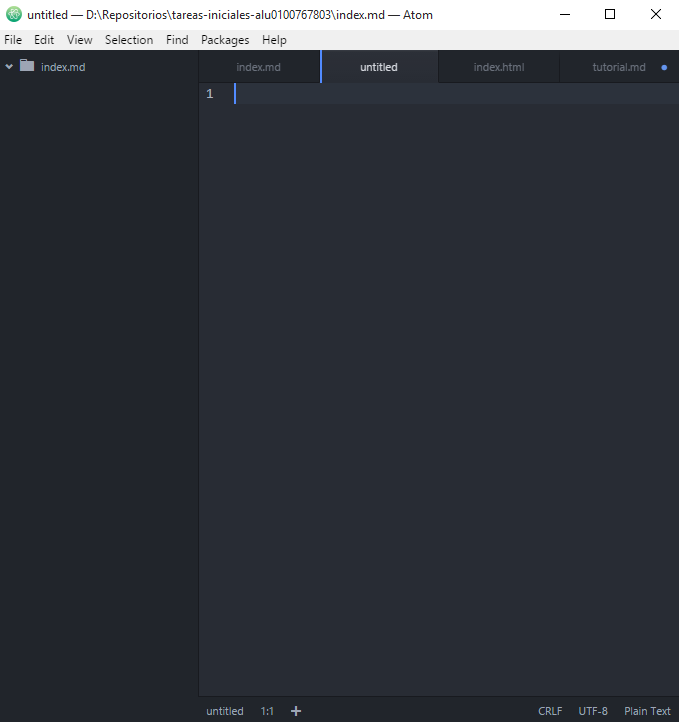 untitled — D:\Repositorios\tareas-iniciales-alu0100767803\index.md — Atom
File Edit View Selection Find Packages Help
index.md
index.md untitled index.html tutorial.md
1
untitled 1:1 CRLF UTF-8 Plain Text